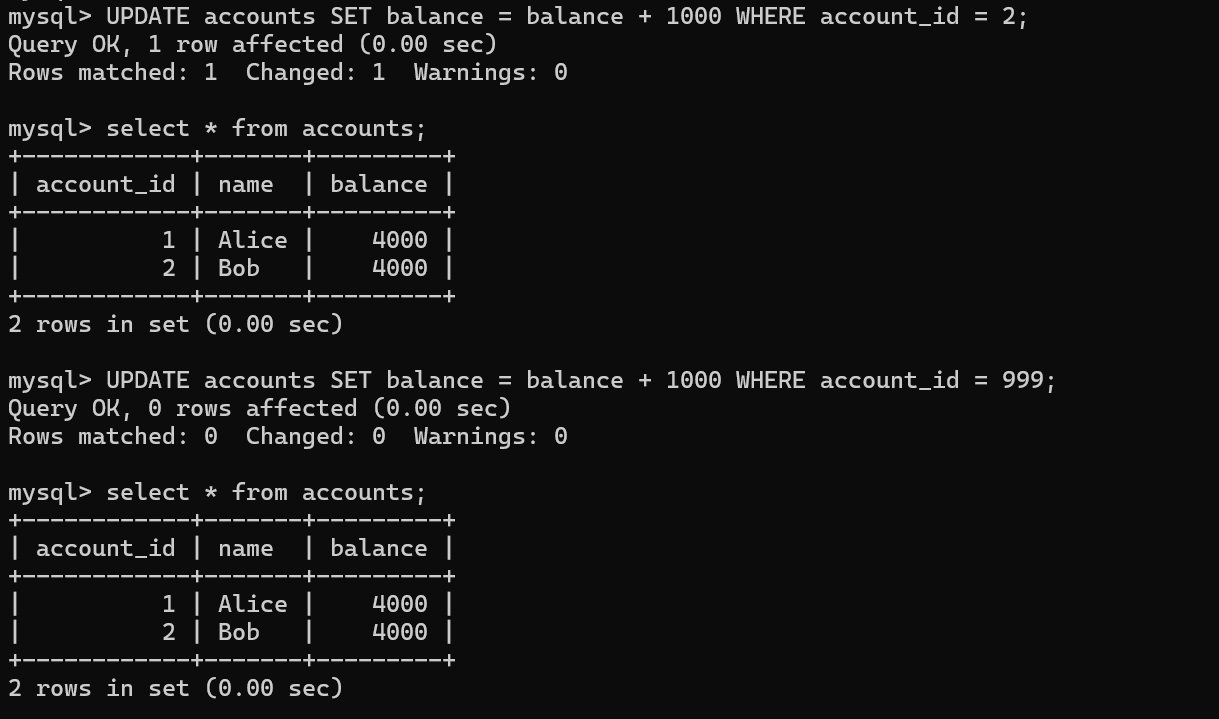 mysql> UPDATE accounts SET balance = balance + 1000 WHERE account_id = 2;
Query OK, 1 row affected (0.00 sec)
Rows matched: 1  Changed: 1  Warnings: 0

mysql> select * from accounts;
+------------+-------+---------+
| account_id | name  | balance |
+------------+-------+---------+
|          1 | Alice |    4000 |
|          2 | Bob   |    4000 |
+------------+-------+---------+
2 rows in set (0.00 sec)

mysql> UPDATE accounts SET balance = balance + 1000 WHERE account_id = 999;
Query OK, 0 rows affected (0.00 sec)
Rows matched: 0  Changed: 0  Warnings: 0

mysql> select * from accounts;
+------------+-------+---------+
| account_id | name  | balance |
+------------+-------+---------+
|          1 | Alice |    4000 |
|          2 | Bob   |    4000 |
+------------+-------+---------+
2 rows in set (0.00 sec)